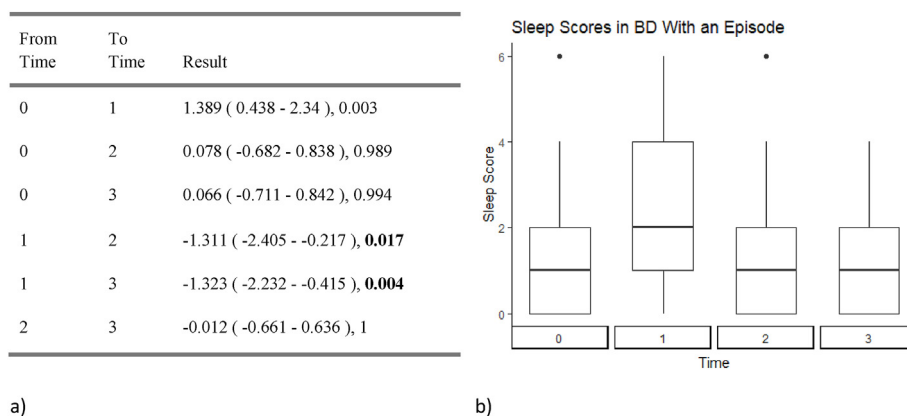 From Time To Time Result
0 1 1.389 ( 0.438 - 2.34 ), 0.003
0 2 0.078 ( -0.682 - 0.838 ), 0.989
0 3 0.066 ( -0.711 - 0.842 ), 0.994
1 2 -1.311 ( -2.405 - -0.217 ), 0.017
1 3 -1.323 ( -2.232 - -0.415 ), 0.004
2 3 -0.012 ( -0.661 - 0.636 ), 1
a)
Sleep Scores in BD With an Episode
Sleep Score
6
4
2
0
0 1 2 3
Time
b)